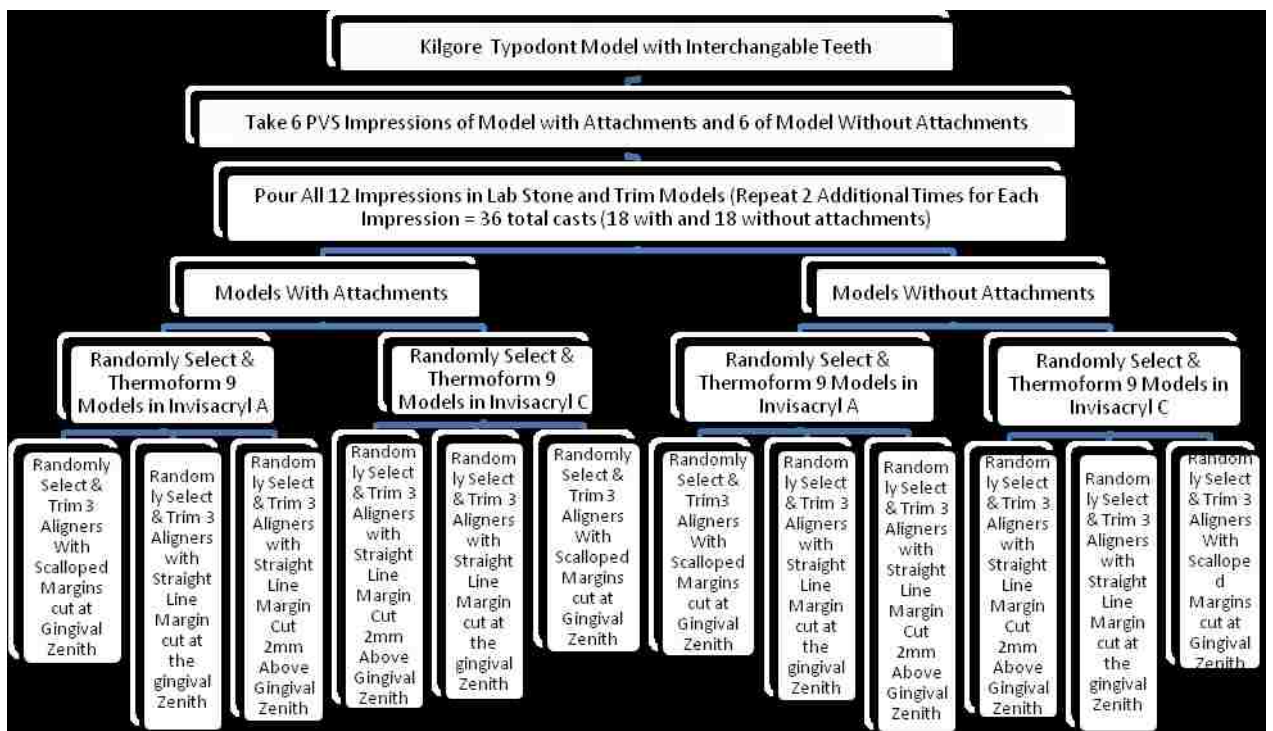 Kilgore Typodont Model with Interchangable Teeth
Take 6 PVS Impressions of Model with Attachments and 6 of Model Without Attachments
Pour All 12 Impressions in Lab Stone and Trim Models (Repeat 2 Additional Times for Each
Impression = 36 total casts (18 with and 18 without attachments)
Models With Attachments
Models Without Attachments
Randomly Select &
Thermoform 9
Models in Invisacryl A
Randomly Select &
Thermoform 9
Models in Invisacryl C
Randomly Select &
Thermoform 9 Models in
Invisacryl A
Randomly Select &
Thermoform 9 Models in
Invisacryl C
Randomly
Select &
Trim 3
Aligners
With
Scalloped
Margins
cut at
Gingival
Zenith
Random
ly Select
& Trim 3
Aligners
with
Straight
Line
Margin
cut at
the
gingival
Zenith
Random
ly Select
& Trim 3
Aligners
with
Straight
Line
Margin
Cut
2mm
Above
Gingival
Zenith
Random
ly Select
& Trim 3
Aligners
with
Straight
Line
Margin
Cut
2mm
Above
Gingival
Zenith
Random
ly Select
& Trim 3
Aligners
with
Straight
Line
Margin
cut at
the
gingival
Zenith
Randomly
Select &
Trim 3
Aligners
With
Scalloped
Margins
cut at
Gingival
Zenith
Randomly
Select &
Trim3
Aligners
With
Scalloped
Margins
cut at
Gingival
Zenith
Random
ly Select
& Trim 3
Aligners
with
Straight
Line
Margin
cut at
the
gingival
Zenith
Random
ly Select
& Trim 3
Aligners
with
Straight
Line
Margin
Cut 2mm
Above
Gingival
Zenith
Random
ly Select
& Trim 3
Aligners
with
Straight
Line
Margin
Cut
2mm
Above
Gingival
Zenith
Random
ly Select
& Trim 3
Aligners
with
Straight
Line
Margin
cut at
the
gingival
Zenith
Random
ly Select
& Trim 3
Aligners
With
Scallope
d
Margins
cut at
Gingival
Zenith